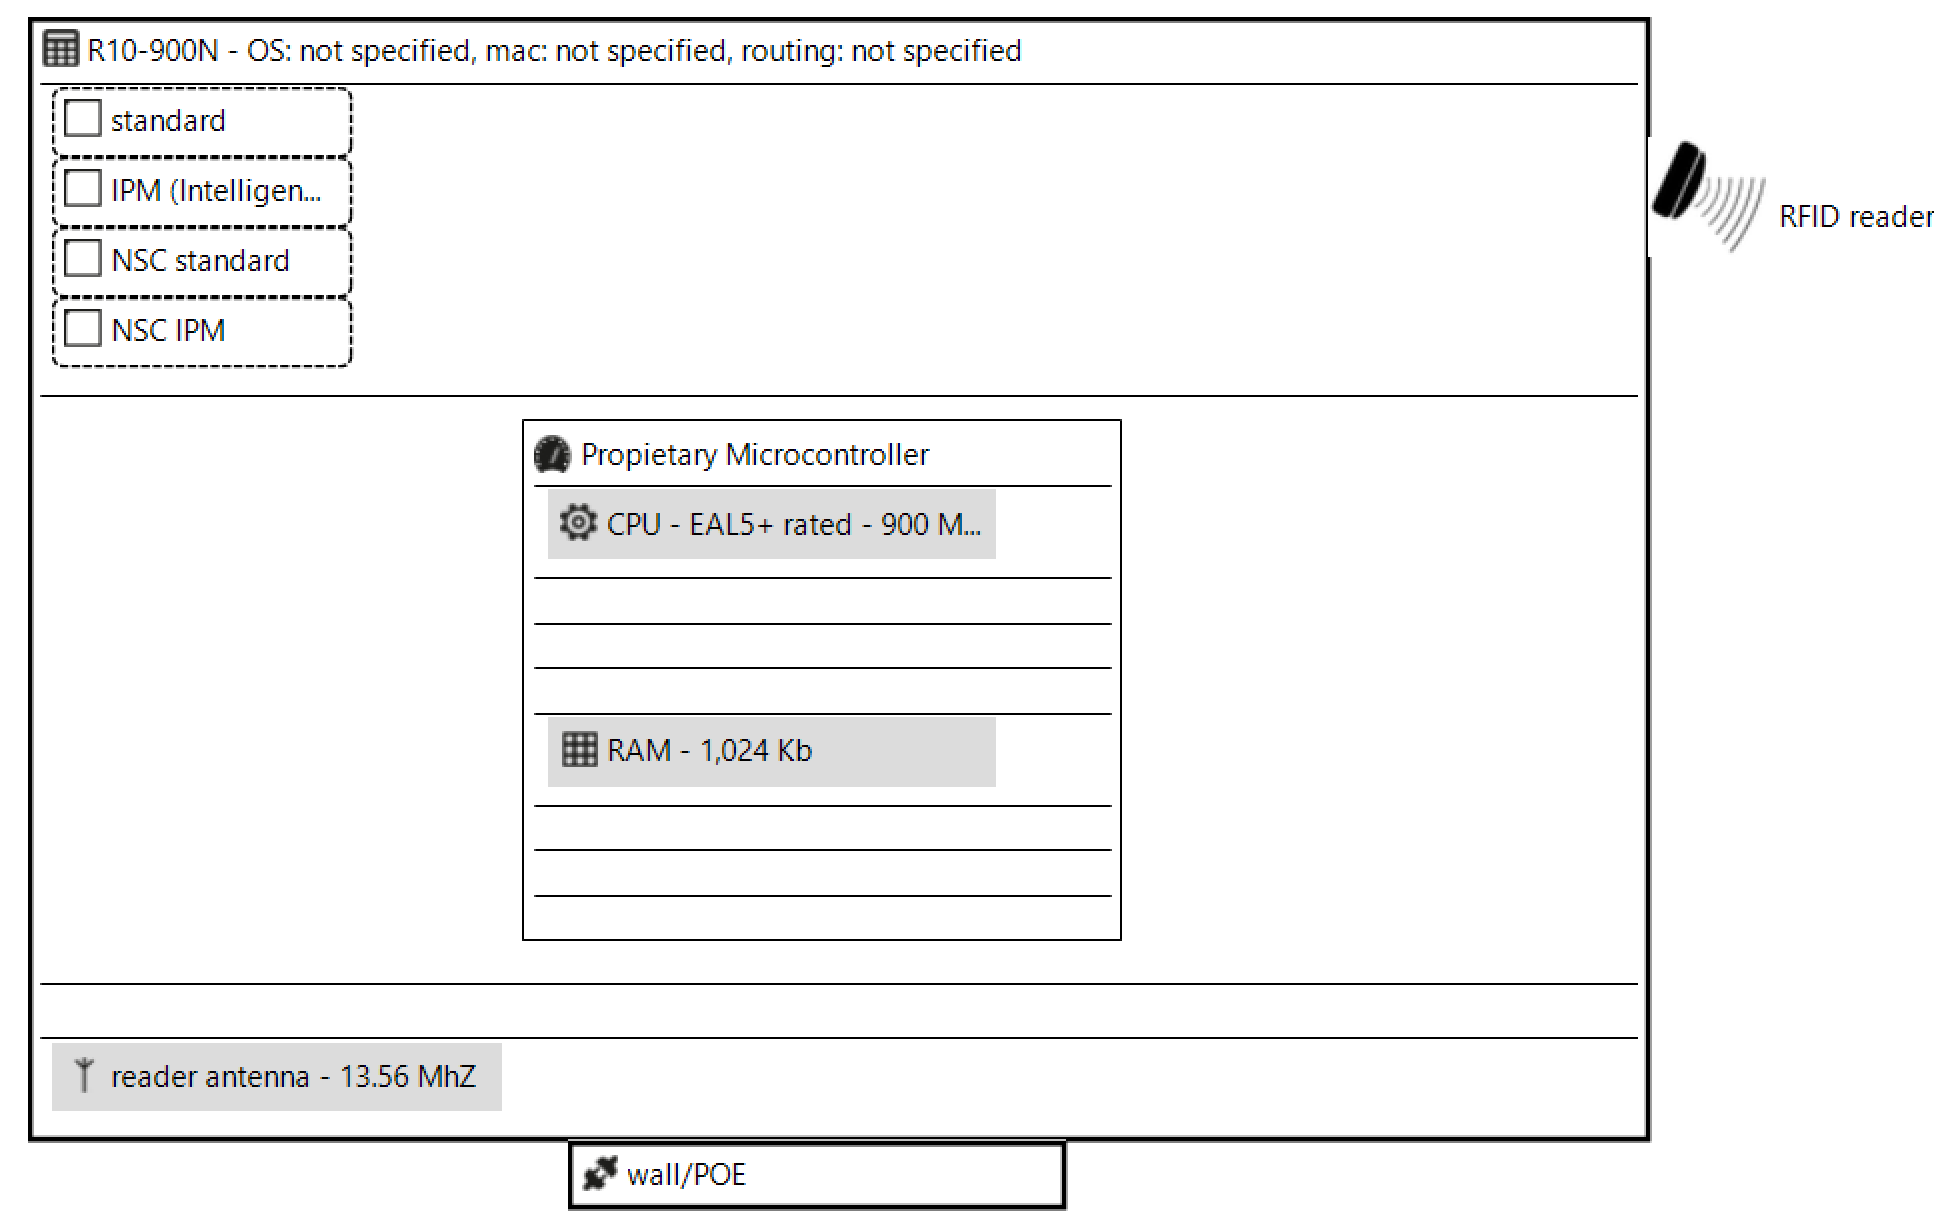 R10-900N - OS: not specified, mac: not specified, routing: not specified
standard
IPM (Intelligen...
NSC standard
NSC IPM
RFID reader
Propietary Microcontroller
CPU - EAL5+ rated - 900 M...
RAM - 1,024 Kb
reader antenna - 13.56 MhZ
wall/POE